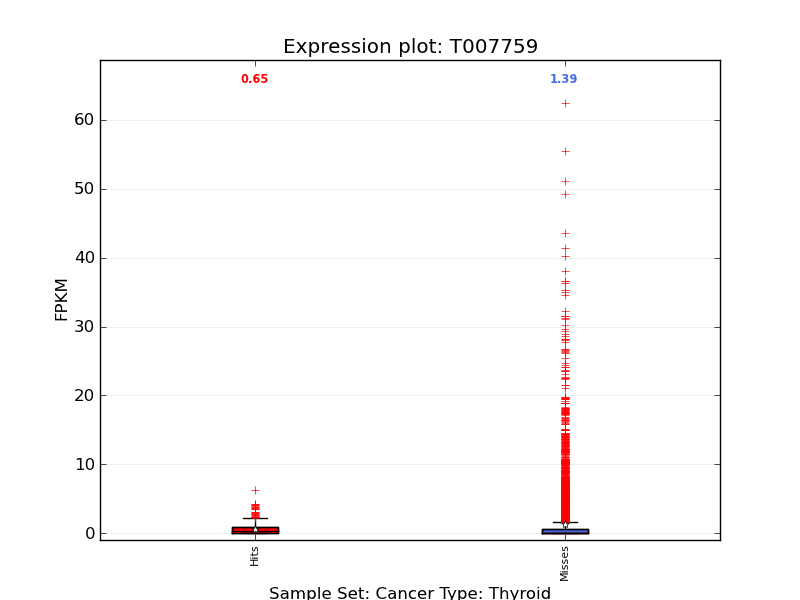 Expression plot: T007759
0.65
1.39
60
50
40
30
20
10
0
FPKM
Hits
Misses
Sample Set: Cancer Type: Thyroid